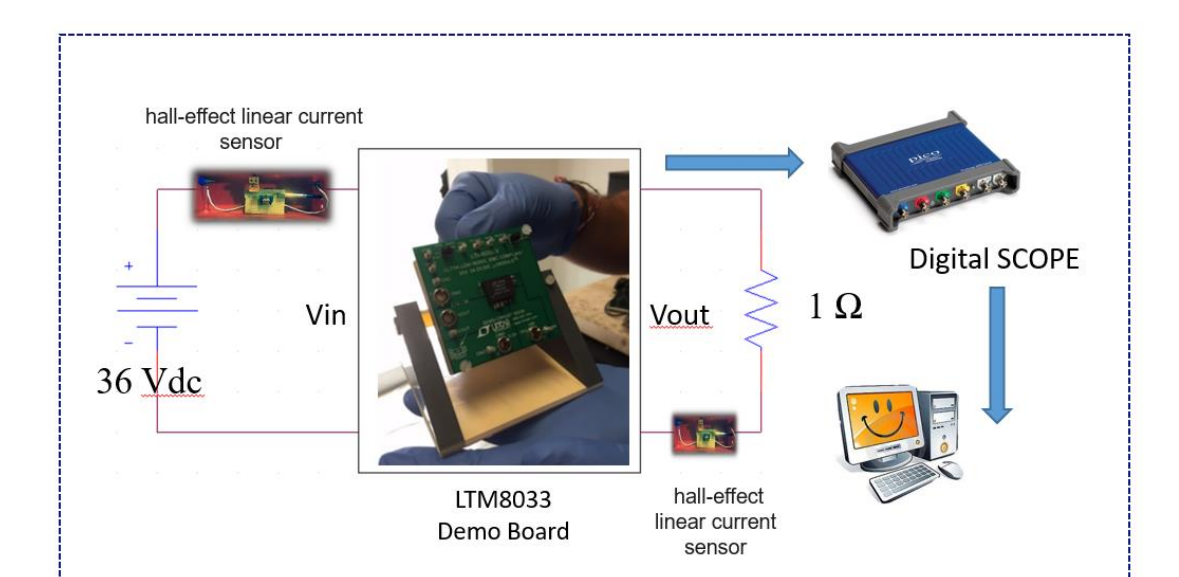 hall-effect linear current
sensor
pico
Digital SCOPE
+
Vin
Vout
1 Ω
-
36 Vdc
LTM8033
Demo Board
hall-effect
linear current
sensor